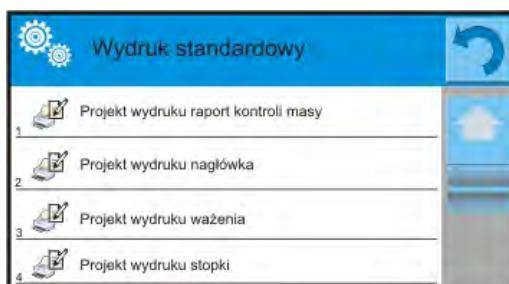 Wydruk standardowy
1 Projekt wydruku raport kontroli masy
2 Projekt wydruku nagłówka
3 Projekt wydruku ważenia
4 Projekt wydruku stopki